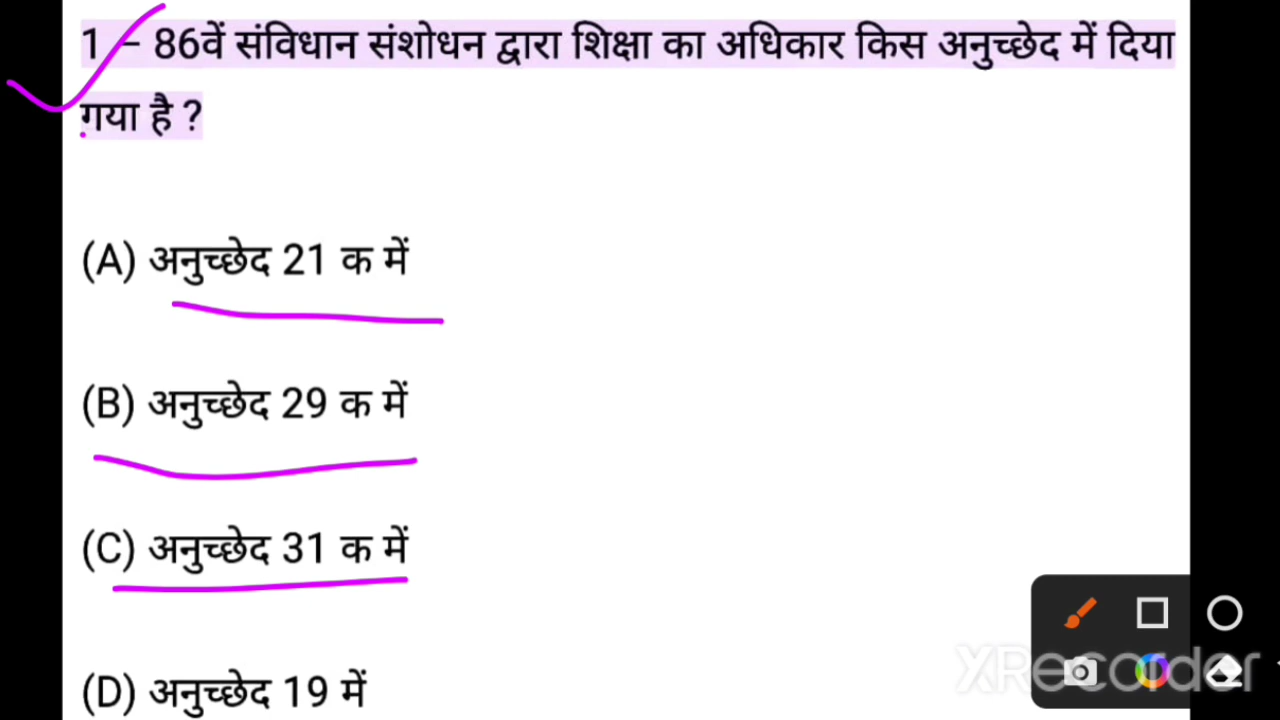 1 – 86वें संविधान संशोधन द्वारा शिक्षा का अधिकार किस अनुच्छेद में दिया
गया है ?
(A) अनुच्छेद 21 क में
(B) अनुच्छेद 29 क में
(C) अनुच्छेद 31 क में
(D) अनुच्छेद 19 में
XRecorder